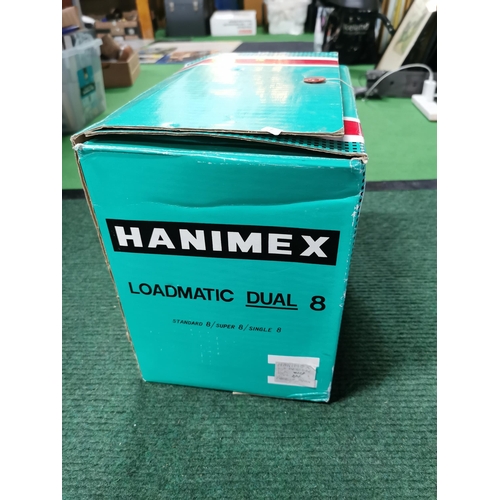 HANIMEX
LOADMATIC DUAL 8
STANDARD 8/SUPER 8/SINGLE 8